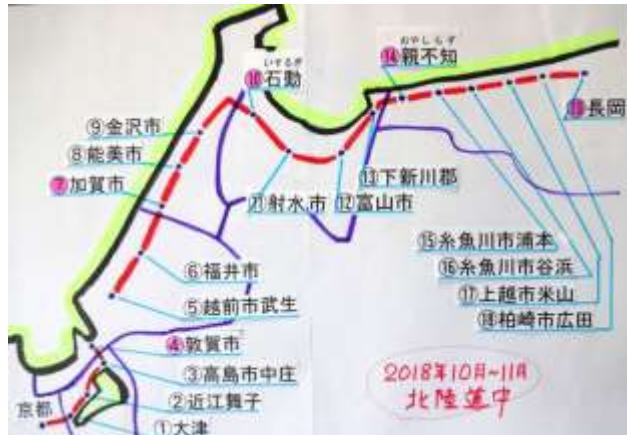 いするぎ
⑩石動
おやしらず
⑭親不知
⑲長岡
⑨金沢市
⑧能美市
⑦加賀市
⑪射水市
⑫富山市
⑬下新川郡
⑥福井市
⑤越前市武生
⑮糸魚川市浦本
⑯糸魚川市谷浜
⑰上越市米山
⑱柏崎市広田
④敦賀市
③高島市中庄
②近江舞子
京都
①大津
2018年10月~11月
北陸道中